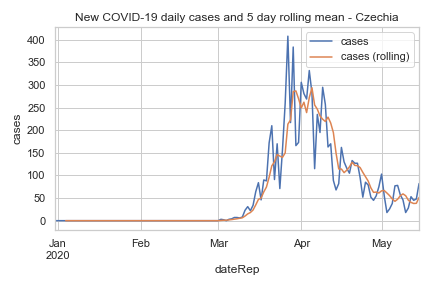 New COVID-19 daily cases and 5 day rolling mean - Czechia
cases
cases (rolling)
400
350
300
250
200
150
100
50
0
cases
Jan
2020
Feb
Mar
Apr
May
dateRep